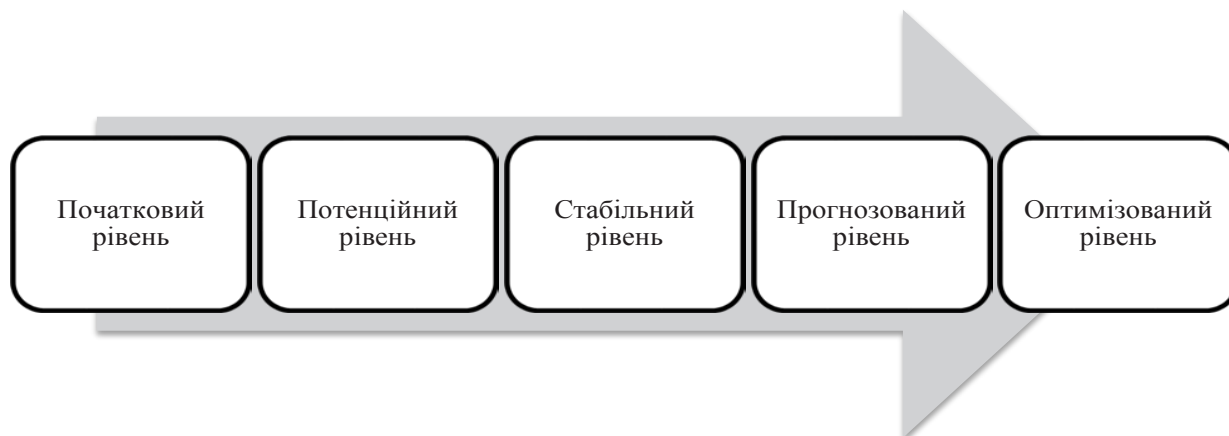 Початковий
рівень
Потенційний
рівень
Стабільний
рівень
Прогнозований
рівень
Оптимізований
рівень